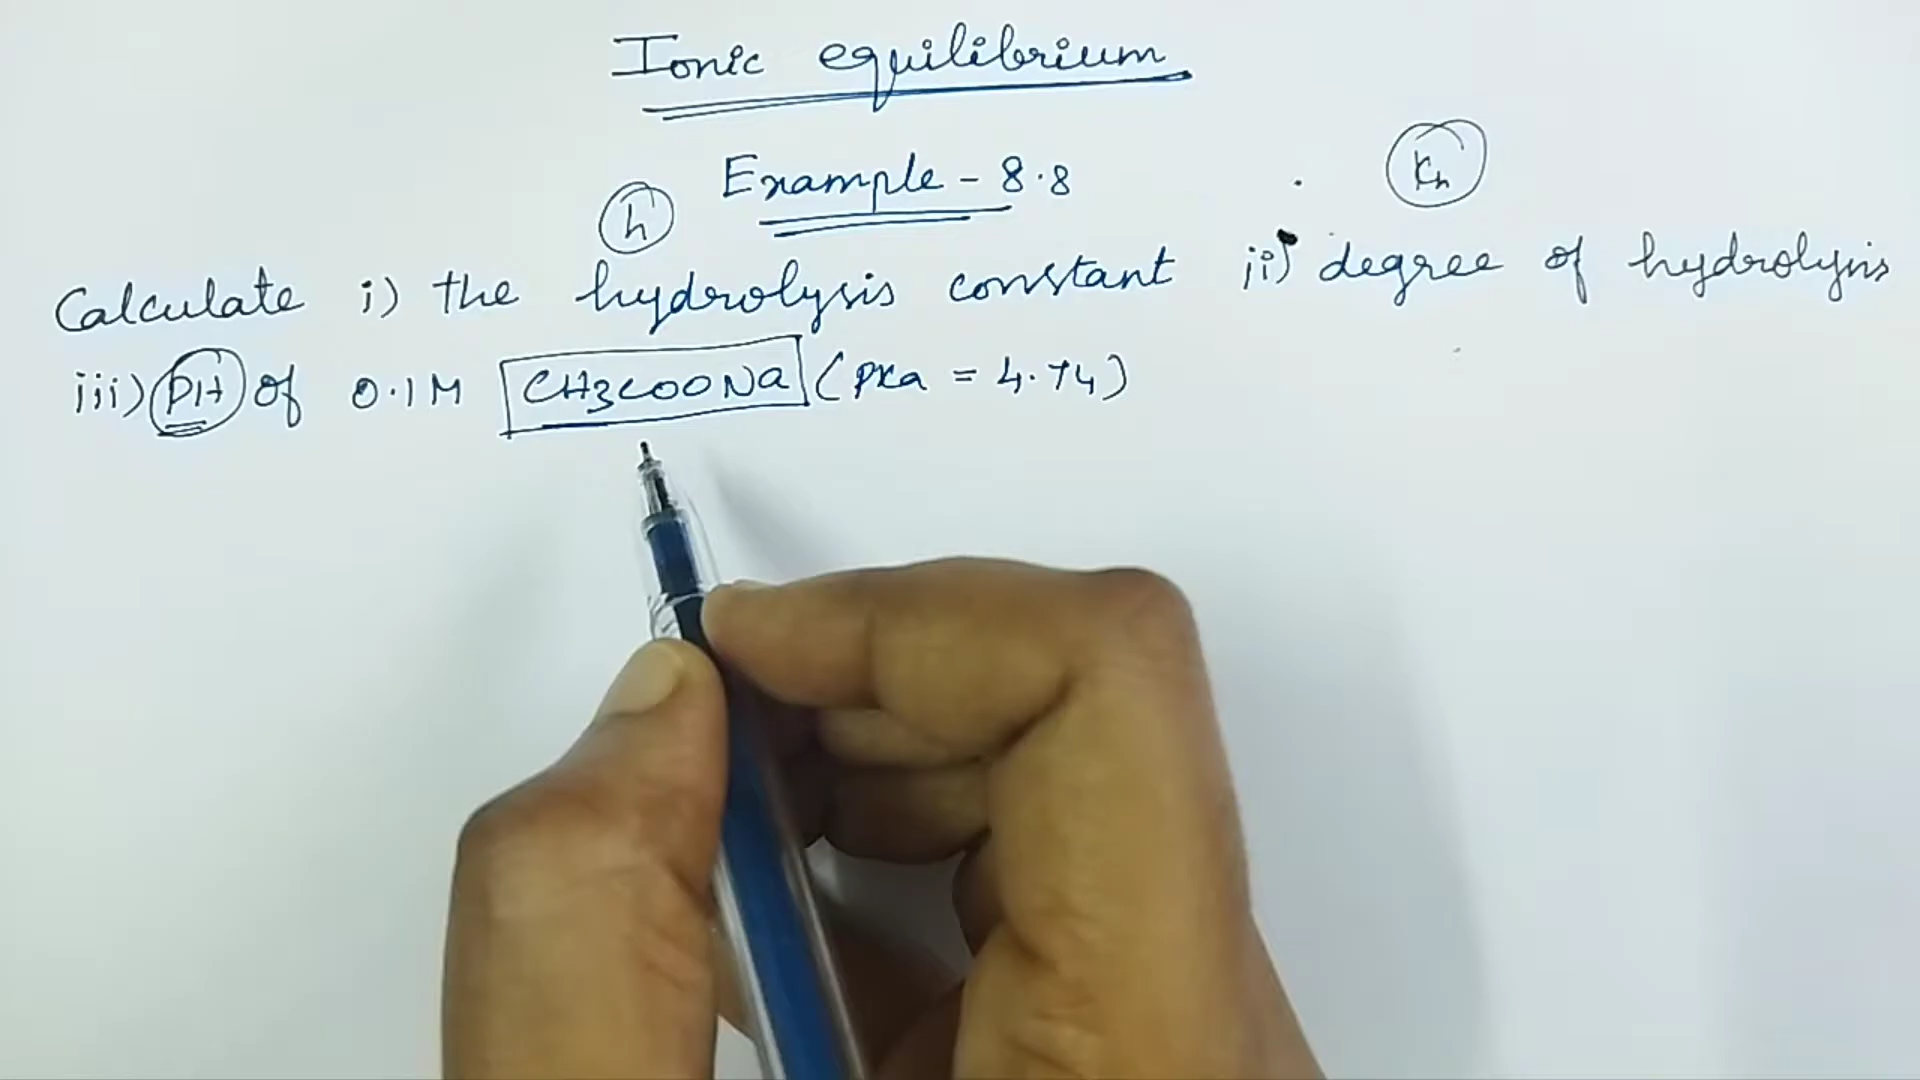 Ionic equilibrium
Example - 8.8
h
Kh
Calculate i) the hydrolysis constant ii) degree of hydrolysis
iii) PH of 0.1M CH3COONa (PKa = 4.74)